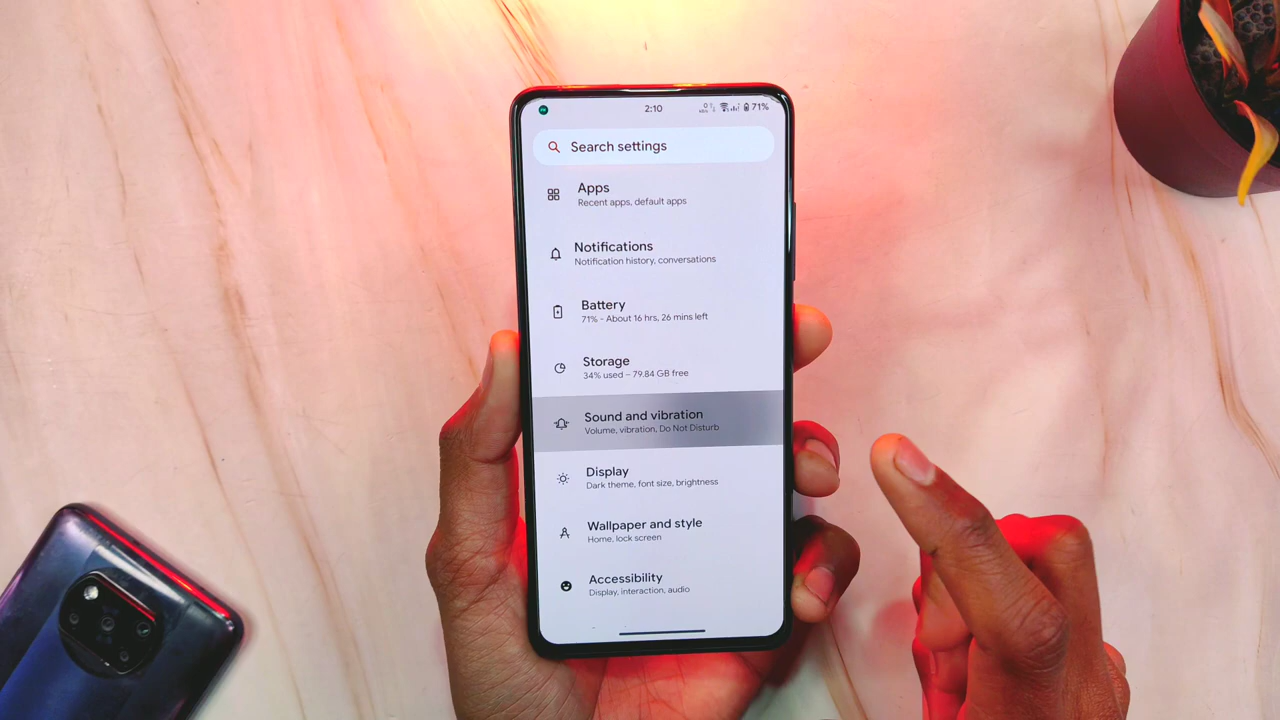 2:10 71%
Search settings
Apps
Recent apps, default apps
Notifications
Notification history, conversations
Battery
71% - About 16 hrs, 26 mins left
Storage
34% used – 79.84 GB free
Sound and vibration
Volume, vibration, Do Not Disturb
Display
Dark theme, font size, brightness
Wallpaper and style
Home, lock screen
Accessibility
Display, interaction, audio